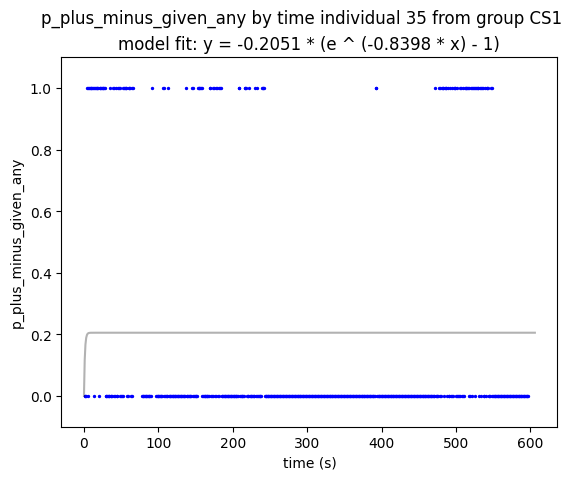 p_plus_minus_given_any by time individual 35 from group CS1
model fit: y = -0.2051 * (e ^ (-0.8398 * x) - 1)
p_plus_minus_given_any
1.0
0.8
0.6
0.4
0.2
0.0
0 100 200 300 400 500 600
time (s)